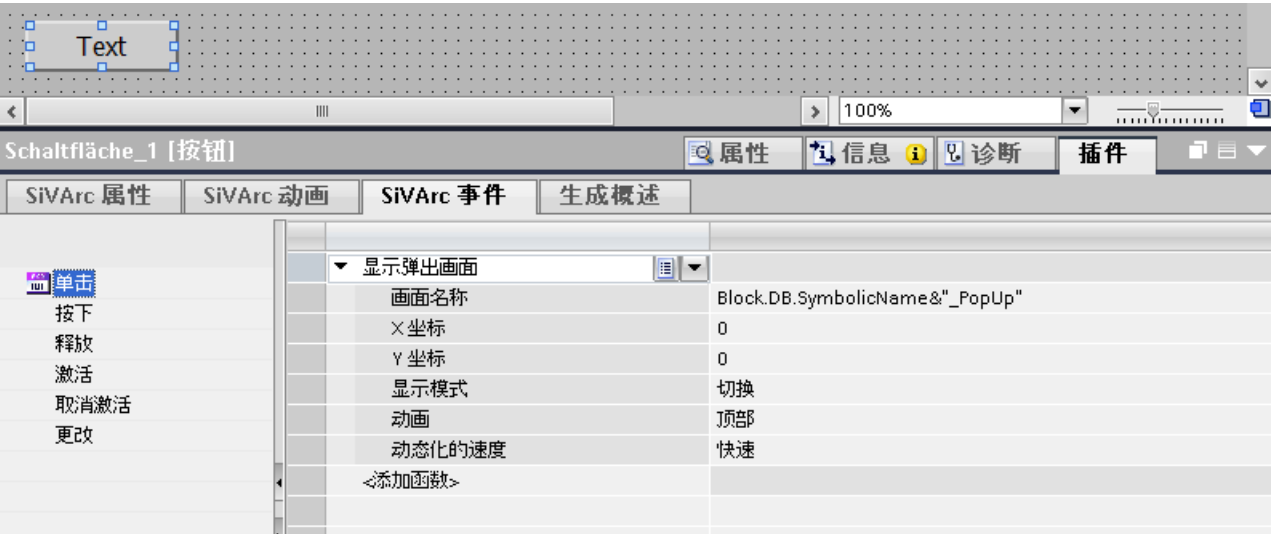 Text
100%
Schaltfläche_1 [按钮]
属性 信息 诊断 插件
SiVArc 属性 SiVArc 动画 SiVArc 事件 生成概述
单击
按下
释放
激活
取消激活
更改
显示弹出画面
画面名称 Block.DB.SymbolicName&"_PopUp"
X 坐标 0
Y 坐标 0
显示模式 切换
动画 顶部
动态化的速度 快速
<添加函数>